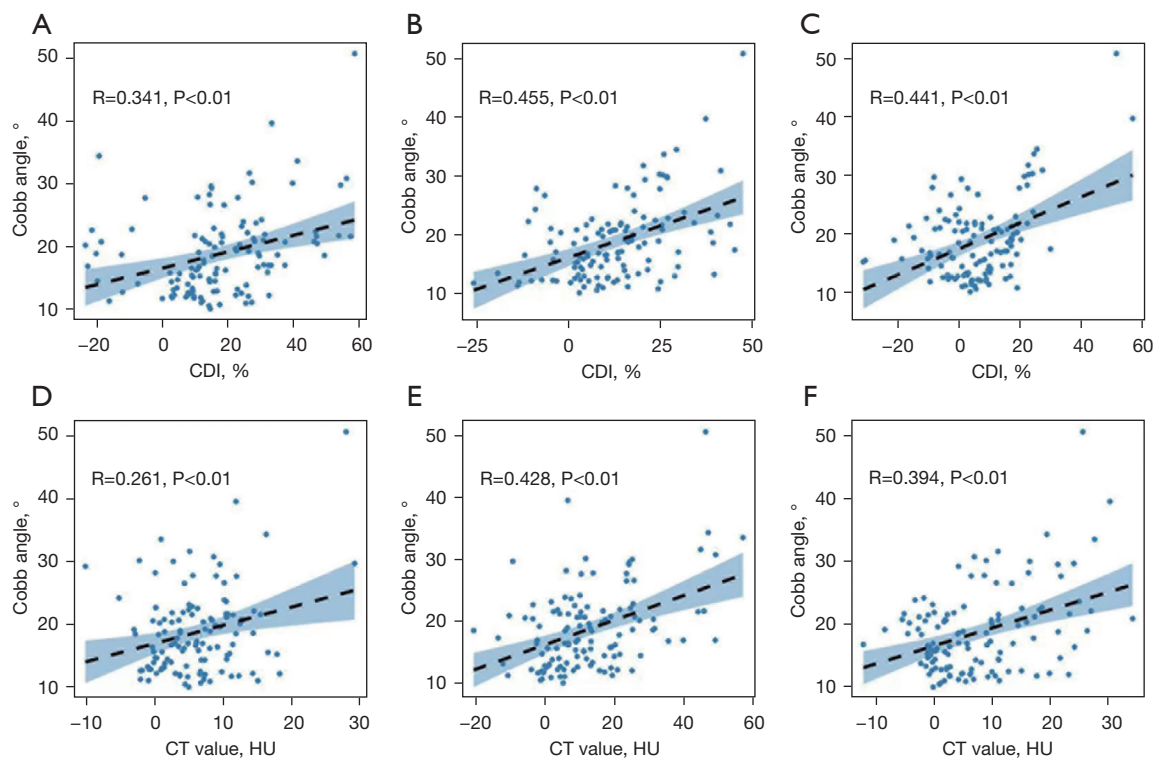 A
B
C
50
40
30
20
10
Cobb angle, °
R=0.341, P<0.01
−20
0
20
40
60
CDI, %
50
40
30
20
10
Cobb angle, °
R=0.455, P<0.01
−25
0
25
50
CDI, %
50
40
30
20
10
Cobb angle, °
R=0.441, P<0.01
−20
0
20
40
60
CDI, %
D
E
F
50
40
30
20
10
Cobb angle, °
R=0.261, P<0.01
−10
0
10
20
30
CT value, HU
50
40
30
20
10
Cobb angle, °
R=0.428, P<0.01
−20
0
20
40
60
CT value, HU
50
40
30
20
10
Cobb angle, °
R=0.394, P<0.01
−10
0
10
20
30
CT value, HU